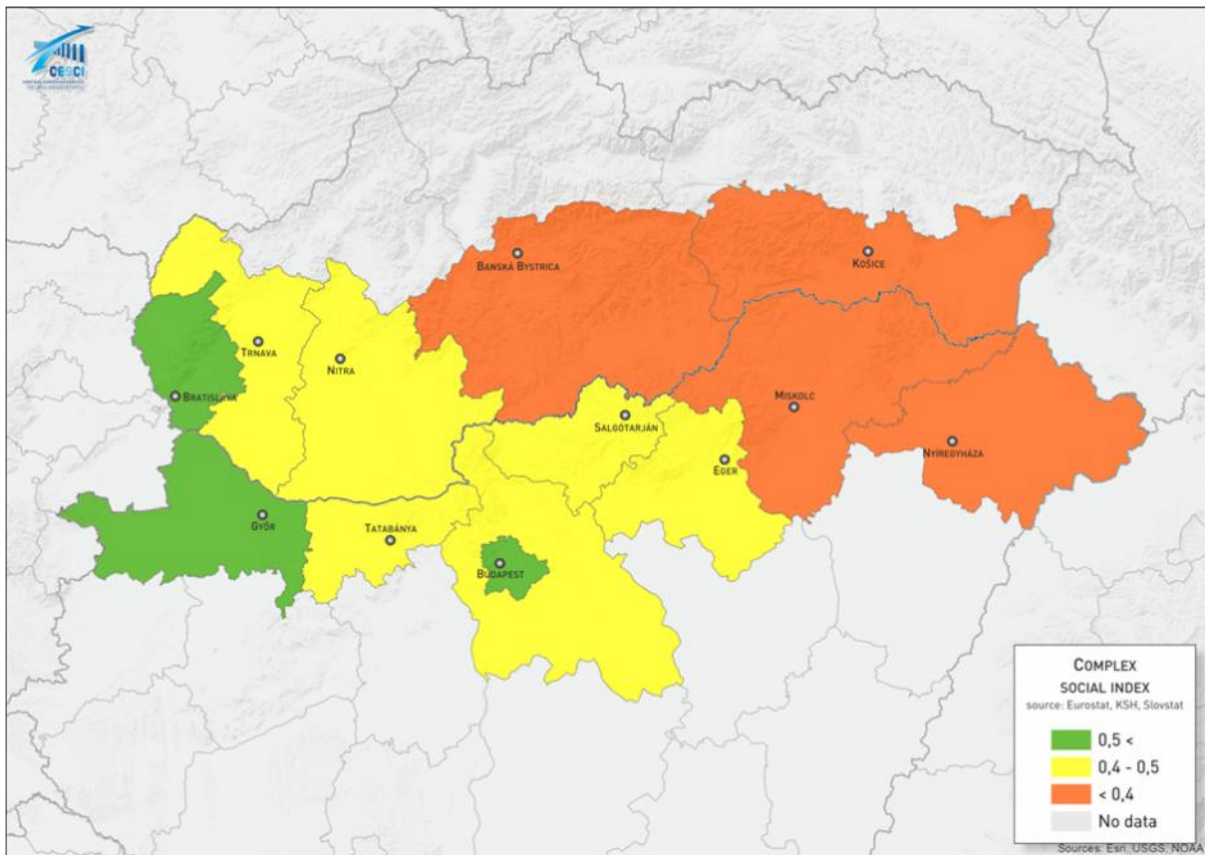 CESCI
BANSKÁ BYSTRICA
KOŠICE
TRNAVA
NITRA
BRATISLAVA
MISKOLC
SALGÓTARJÁN
NYÍREGYHÁZA
EGER
GYŐR
TATABÁNYA
BUDAPEST
COMPLEX
SOCIAL INDEX
source: Eurostat, KSH, Slovstat
0,5 <
0,4 - 0,5
< 0,4
No data
Sources: Esri, USGS, NOAA